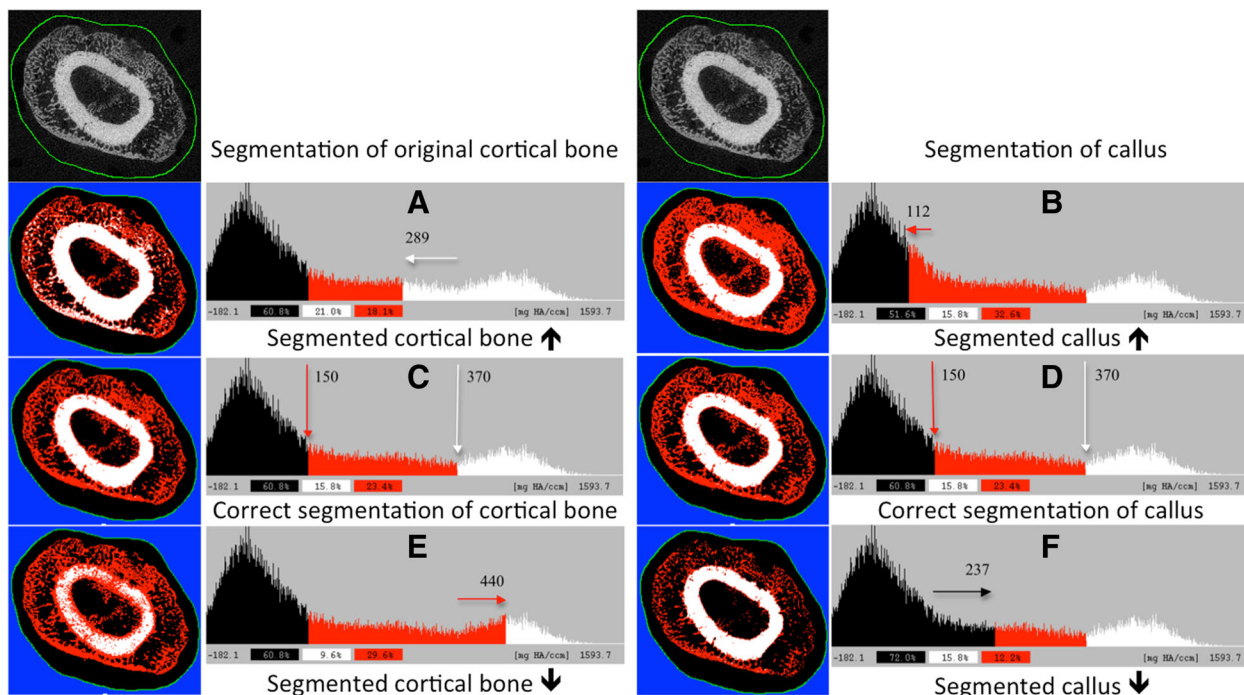 Segmentation of original cortical bone
Segmentation of callus
A
289
-182.1 60.8% 21.0% 18.1% [mg HA/ccm] 1593.7
Segmented cortical bone ↑
B
112
-182.1 51.6% 15.8% 32.6% [mg HA/ccm] 1593.7
Segmented callus ↑
C
150
370
-182.1 60.8% 15.8% 23.4% [mg HA/ccm] 1593.7
Correct segmentation of cortical bone
D
150
370
-182.1 60.8% 15.8% 23.4% [mg HA/ccm] 1593.7
Correct segmentation of callus
E
440
-182.1 60.8% 9.6% 29.6% [mg HA/ccm] 1593.7
Segmented cortical bone ↓
F
237
-182.1 72.0% 15.8% 12.2% [mg HA/ccm] 1593.7
Segmented callus ↓